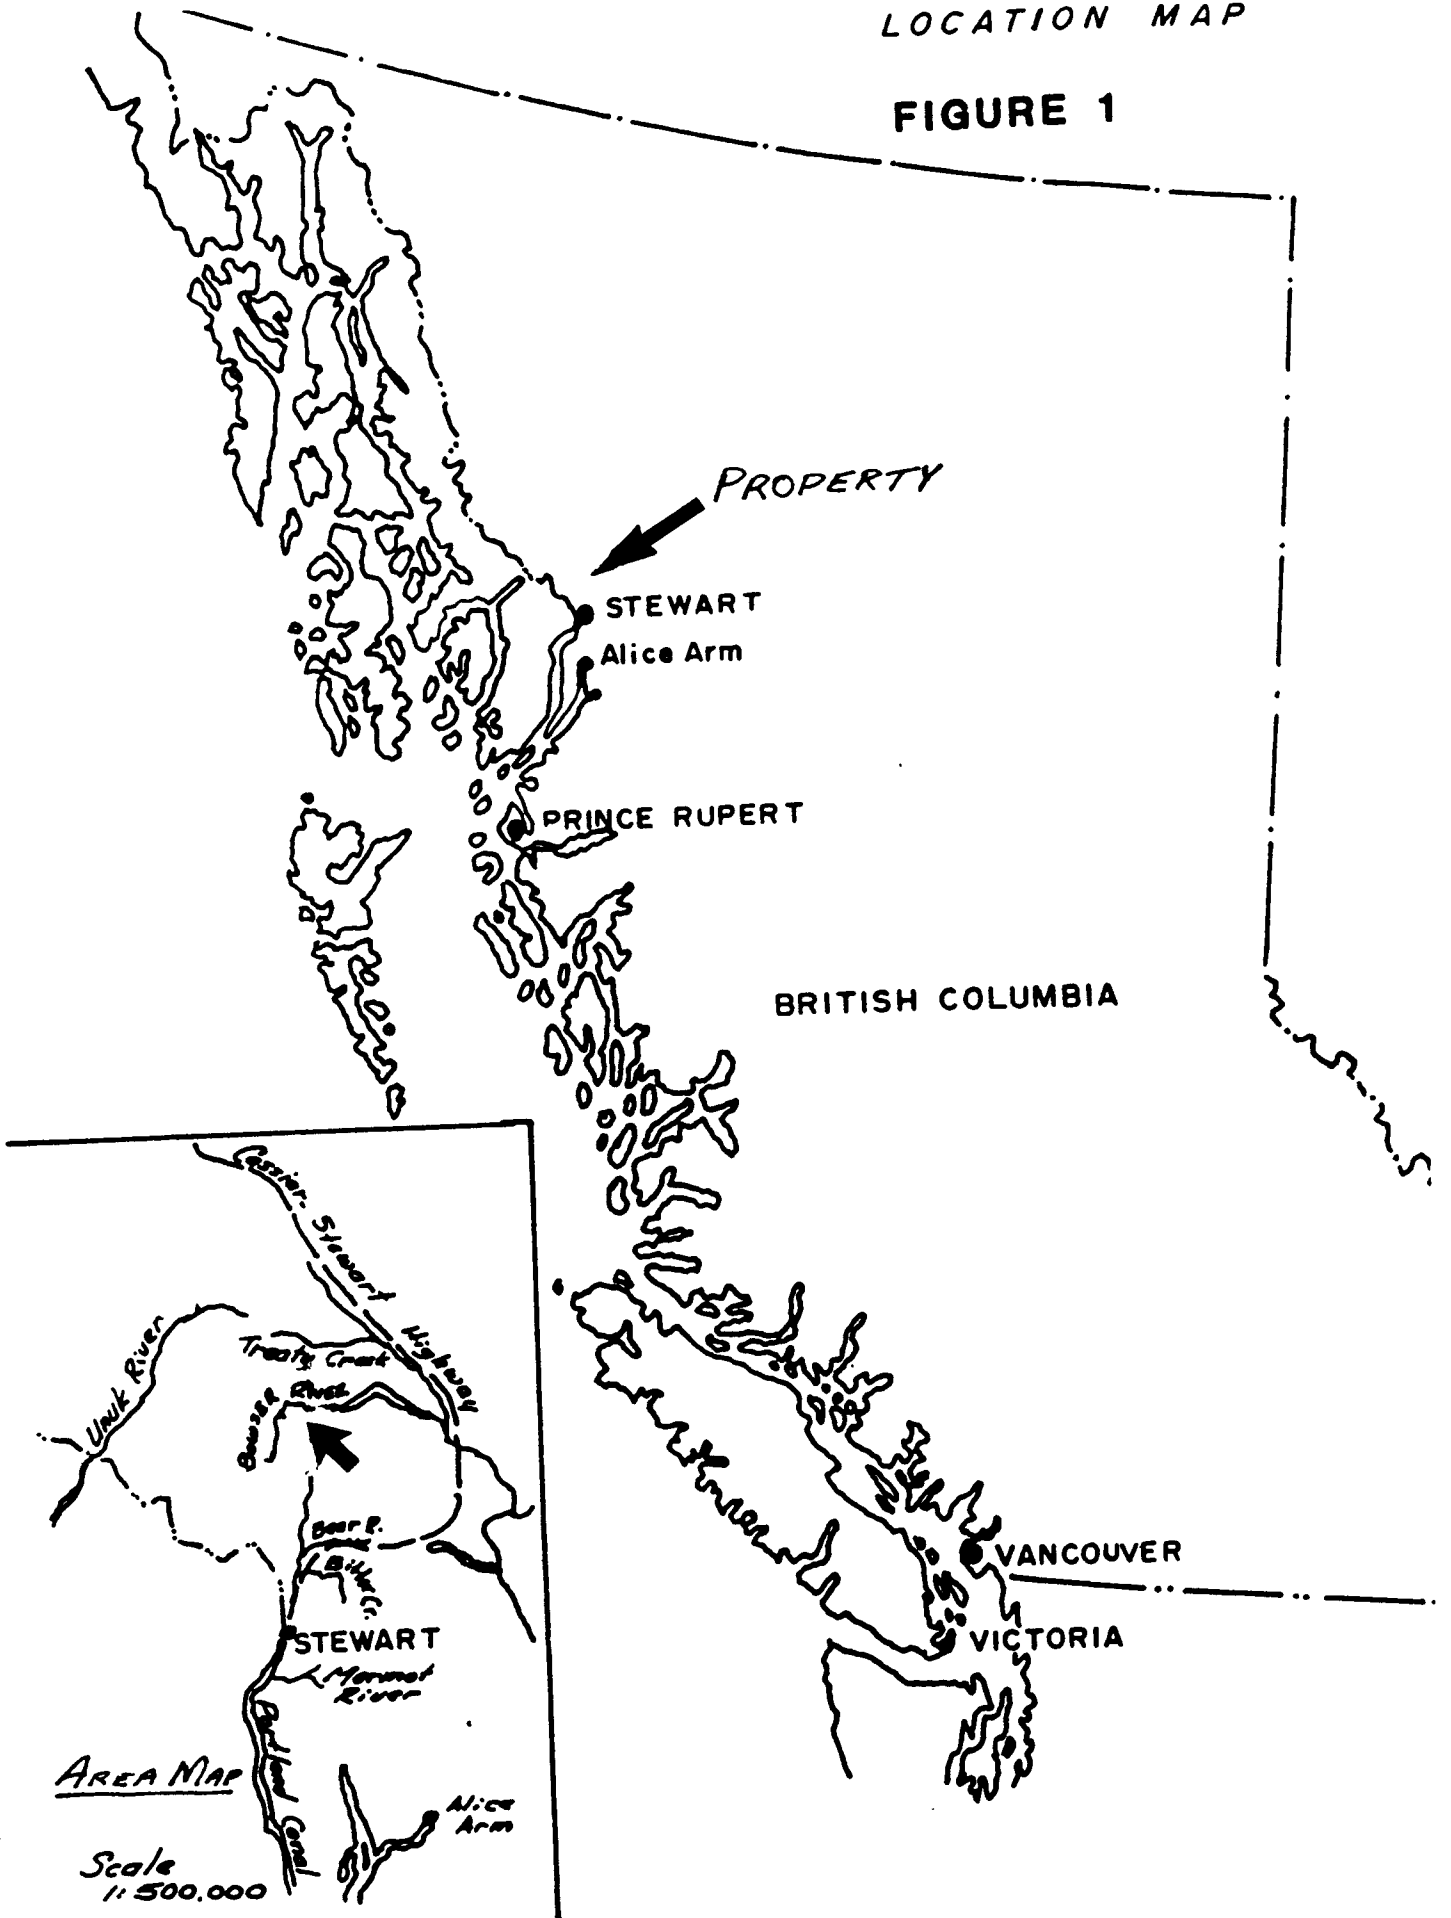 LOCATION MAP
FIGURE 1
PROPERTY
STEWART
Alice Arm
PRINCE RUPERT
BRITISH COLUMBIA
VANCOUVER
VICTORIA
Cassiar-Stewart Highway
Unuk River
Treaty Creek
BOWSER RIVER
Bear R.
Bitter Cr.
STEWART
Marmot
River
Portland Canal
AREA MAP
Alice
Arm
Scale
1:500.000